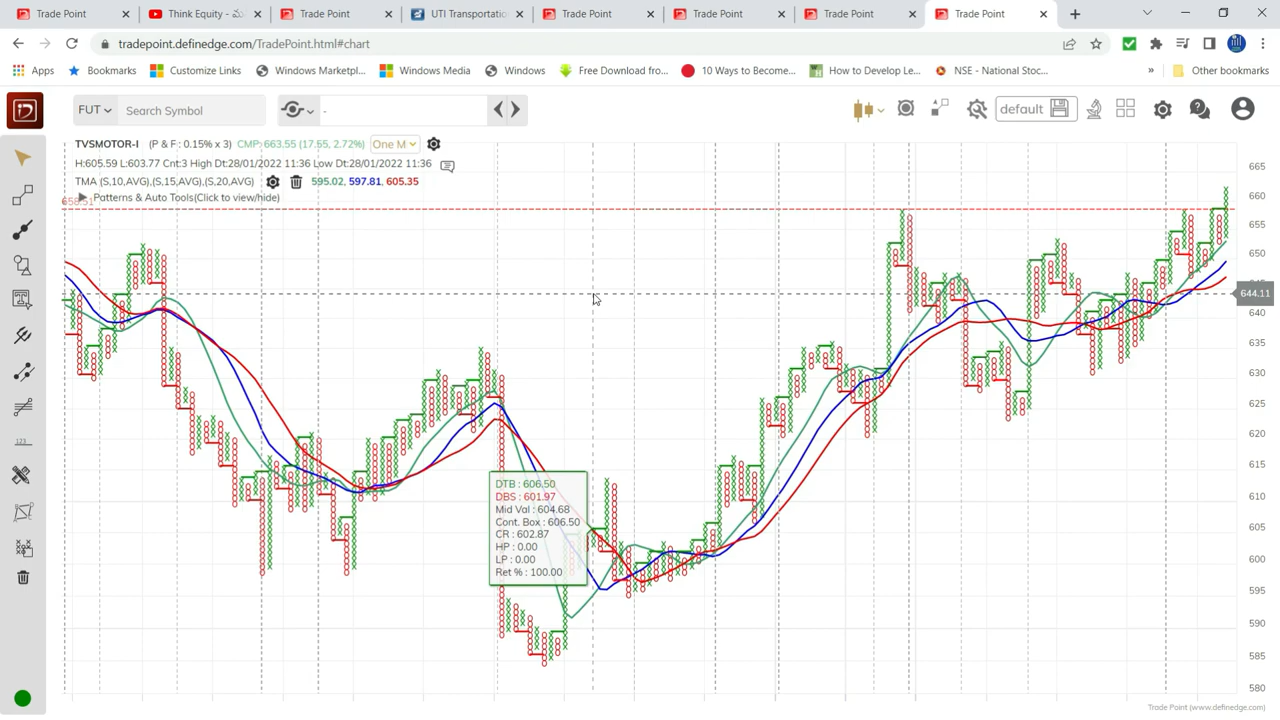 Trade Point
Think Equity -
Trade Point
UTI Transportatio
Trade Point
Trade Point
Trade Point
Trade Point
tradepoint.definedge.com/TradePoint.html#chart
Apps
Bookmarks
Customize Links
Windows Marketpl...
Windows Media
Windows
Free Download fro...
10 Ways to Become...
How to Develop Le...
NSE - National Stoc...
»
Other bookmarks
FUT
Search Symbol
-
default
TVSMOTOR-I (P & F : 0.15% x 3) CMP: 663.55 (17.55, 2.72%) One M
H:605.59 L:603.77 Cnt:3 High Dt:28/01/2022 11:36 Low Dt:28/01/2022 11:36
TMA (S,10,AVG),(S,15,AVG),(S,20,AVG) 595.02, 597.81, 605.35
Patterns & Auto Tools(Click to view/hide)
658.51
665
660
655
650
644.11
640
635
630
625
620
615
610
605
600
595
590
585
580
DTB : 606.50
DBS : 601.97
Mid Val : 604.68
Cont. Box : 606.50
CR : 602.87
HP : 0.00
LP : 0.00
Ret % : 100.00
123
Trade Point (www.definedge.com)